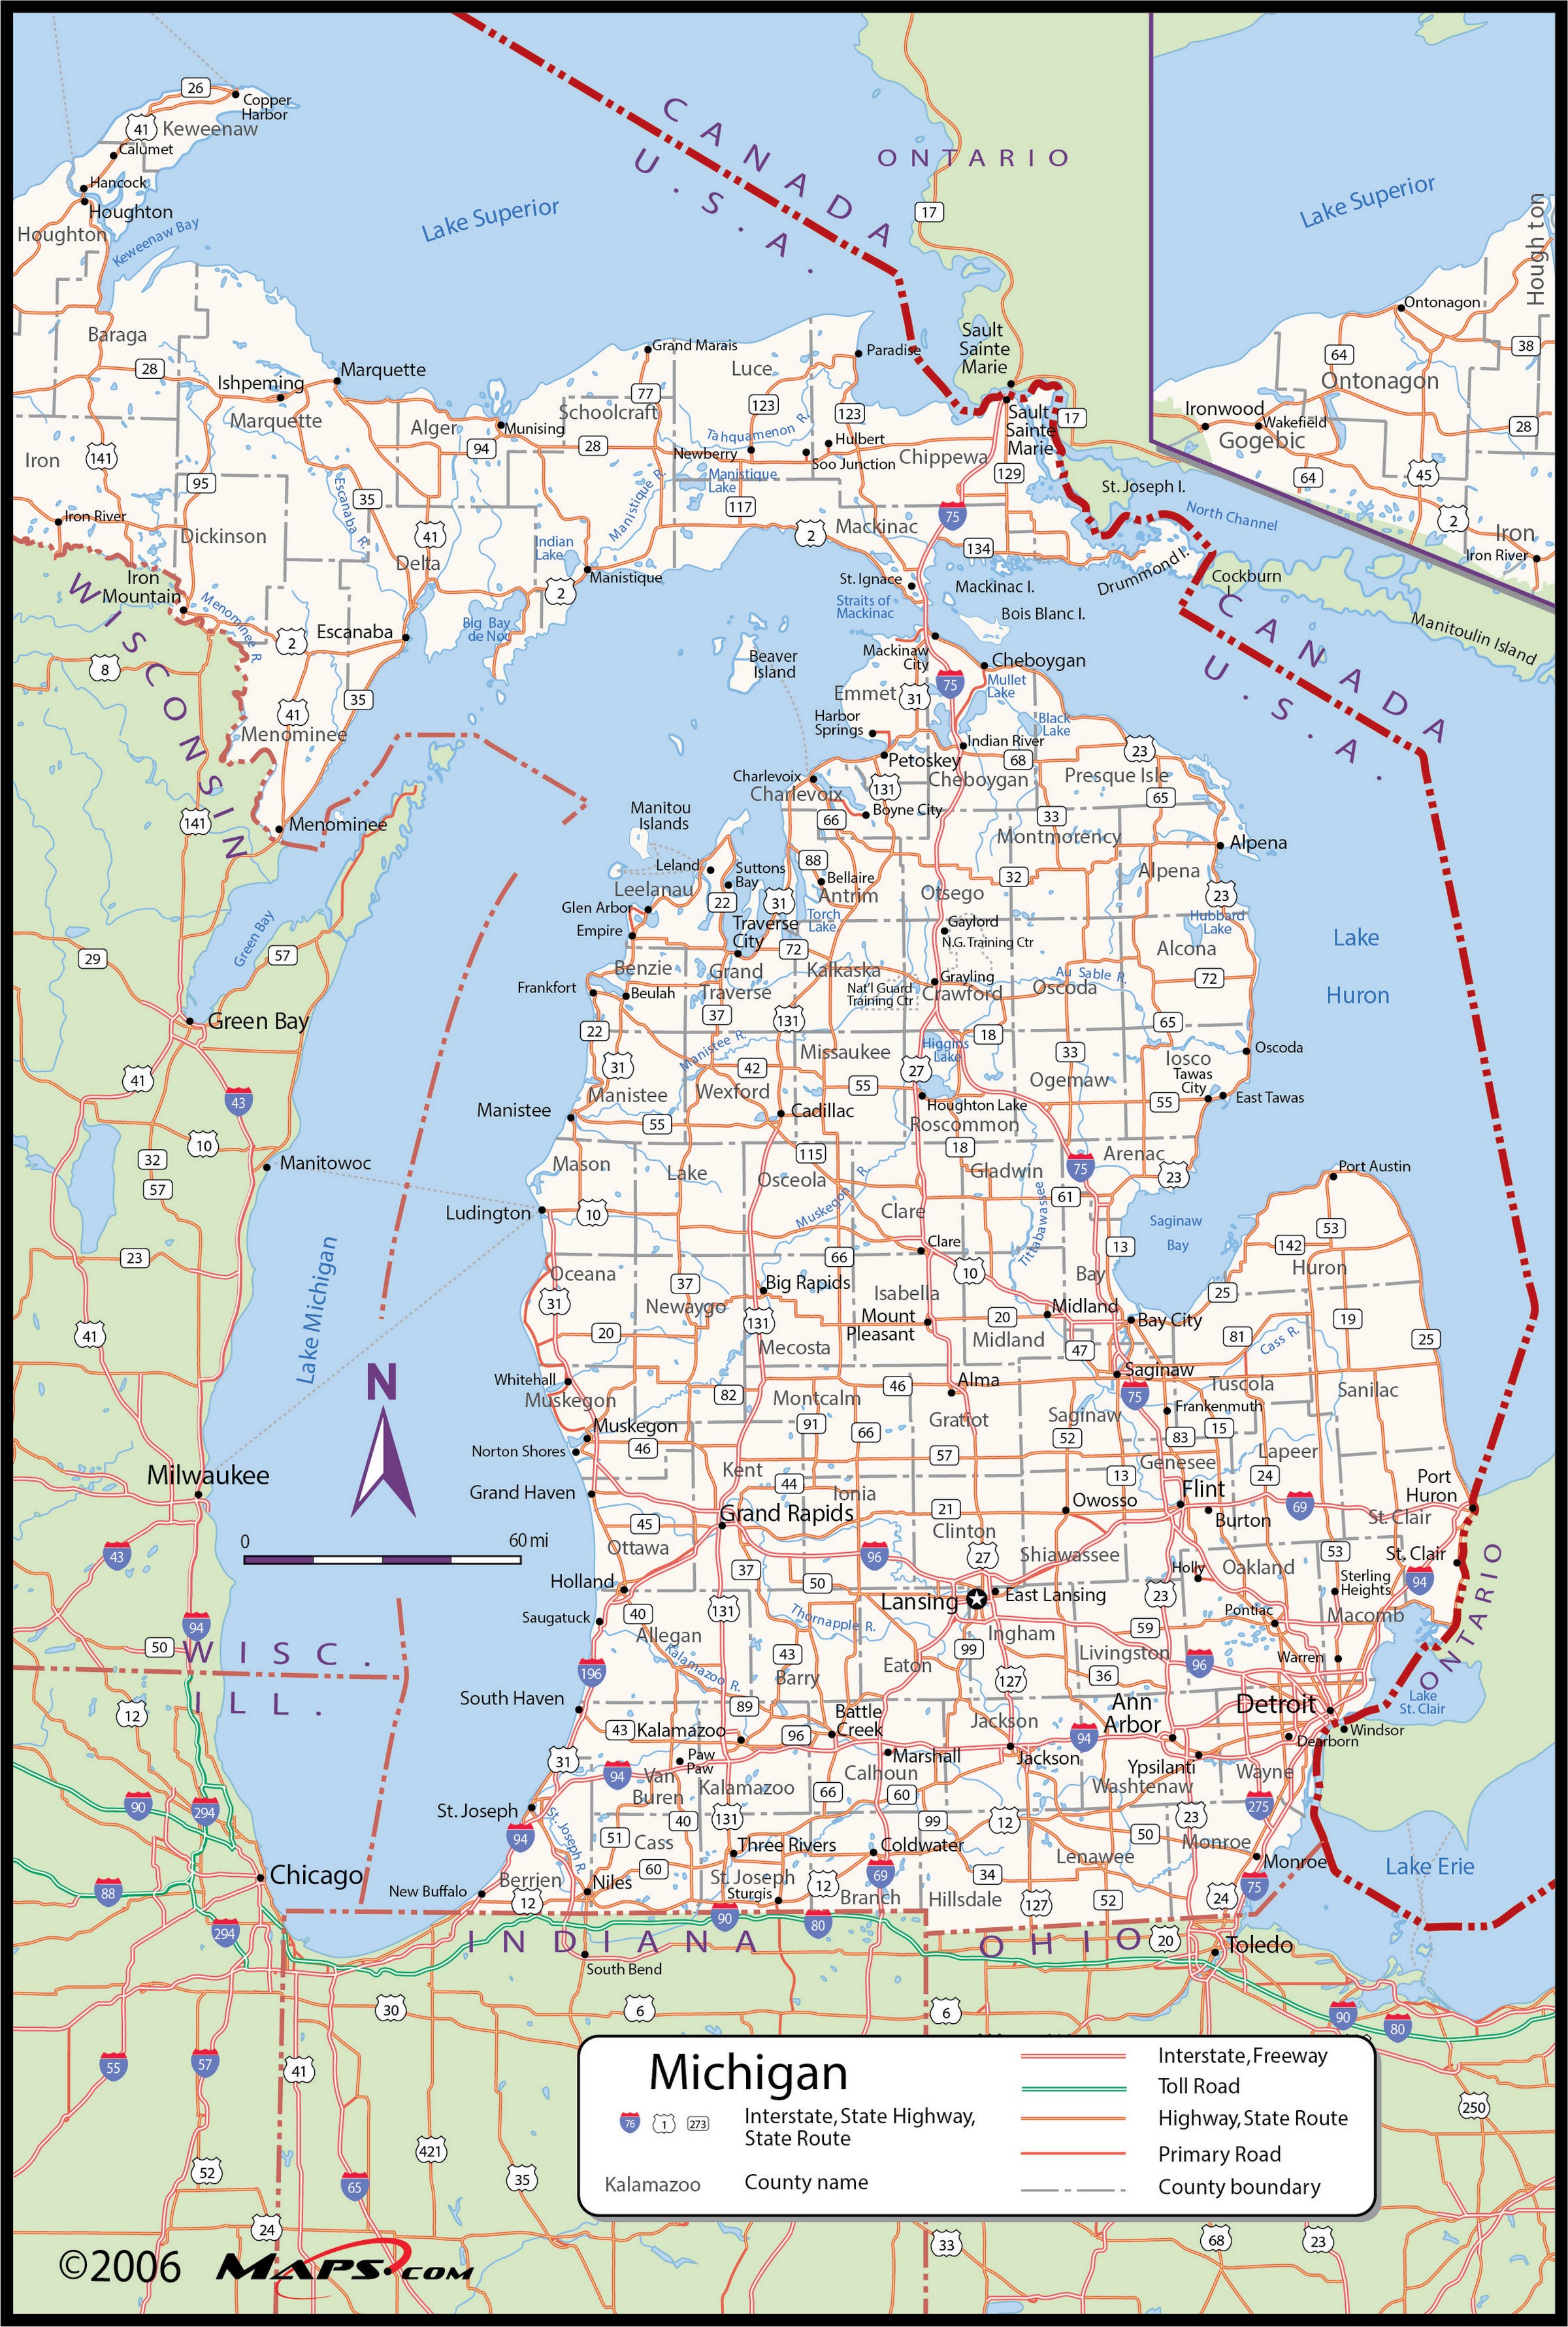 26
Copper
Harbor
41
Keweenaw
Calumet
Hancock
Houghton
Houghton
Keweenaw Bay
Lake Superior
CANADA
U.S.A.
ONTARIO
17
Lake Superior
Hough ton
Ontonagon
64
38
Ontonagon
Ironwood
Wakefield
Gogebic
28
64
45
2
Iron
Iron River
Baraga
28
Ishpeming
Marquette
Marquette
Grand Marais
Luce
Paradise
Sault
Sainte
Marie
77
Schoolcraft
123
123
Alger
Munising
94
28
Tahquamenon R.
Hulbert
Newberry
Soo Junction
Chippewa
Sault
Sainte
Marie
17
129
Iron
141
95
35
Escanaba R.
Manistique R.
Manistique
Lake
117
75
St. Joseph I.
North Channel
Iron River
Dickinson
41
Delta
Indian
Lake
2
Mackinac
134
Drummond I.
Cockburn
I.
Manitoulin Island
Iron
Mountain
Manistique
2
St. Ignace
Mackinac I.
Straits of
Mackinac
Bois Blanc I.
WISCONSIN
Menominee R.
2
Escanaba
Big Bay
de Noc
8
41
35
Menominee
141
Menominee
Beaver
Island
Mackinaw
City
Cheboygan
Mullet
Lake
Emmet
31
75
Harbor
Springs
Black
Lake
Indian River
Petoskey
68
23
CANADA
U.S.A.
Charlevoix
Charlevoix
131
Cheboygan
Presque Isle
65
Boyne City
66
33
Montmorency
Manitou
Islands
Leland
Suttons
Bay
Leelanau
88
Bellaire
Antrim
32
Alpena
Alpena
Otsego
22
31
Torch
Lake
23
Hubbard
Lake
Glen Arbor
Empire
Traverse
City
72
Gaylord
N.G. Training Ctr
Alcona
Lake
Huron
Benzie
Grand
Traverse
Kalkaska
Grayling
Nat'l Guard
Training Ctr
Crawford
Au Sable R.
Oscoda
72
Frankfort
Beulah
37
131
22
18
65
Manistee R.
Missaukee
Higgins
Lake
33
Iosco
Oscoda
31
42
27
Manistee
Wexford
55
Ogemaw
Tawas
City
East Tawas
Manistee
Cadillac
Houghton Lake
55
55
Roscommon
Green Bay
57
29
Green Bay
41
43
10
32
57
Manitowoc
23
41
Lake Michigan
Mason
Lake
115
Osceola
18
Gladwin
75
Arenac
23
Port Austin
Ludington
10
Muskegon R.
Clare
61
Tittabawassee
Saginaw
Bay
53
142
Huron
Clare
66
13
Oceana
31
37
Newaygo
Big Rapids
Isabella
10
Bay
25
20
131
Mecosta
Mount
Pleasant
20
Midland
Midland
Bay City
81
Cass R.
19
25
47
Whitehall
Muskegon
82
Montcalm
46
Alma
Saginaw
75
Tuscola
Sanilac
Muskegon
Norton Shores
46
91
66
Gratiot
Saginaw
52
Frankenmuth
15
83
Lapeer
57
Kent
44
Ionia
Genesee
13
24
Port
Huron
Grand Haven
Grand Rapids
21
Owosso
Flint
Burton
69
St. Clair
Clinton
45
Ottawa
96
27
Shiawassee
53
St. Clair
Holly
Oakland
Sterling
Heights
94
Milwaukee
43
N
0
60 mi
Holland
37
50
Lansing
East Lansing
23
Saugatuck
40
131
Thornapple R.
Pontiac
Macomb
Allegan
Ingham
59
99
ONTARIO
94
50
WISC.
ILL.
12
196
Kalamazoo R.
43
Barry
Eaton
Livingston
36
96
Warren
127
South Haven
89
Ann
Arbor
Detroit
Lake
St. Clair
43
Kalamazoo
96
Battle
Creek
Jackson
94
Windsor
Dearborn
31
Paw
Paw
Marshall
Jackson
Ypsilanti
94
Van
Buren
Kalamazoo
Calhoun
Washtenaw
Wayne
66
60
275
St. Joseph
40
131
99
12
23
94
St. Joseph R.
51
Cass
Three Rivers
Coldwater
50
Monroe
Lenawee
Monroe
60
St. Joseph
Sturgis
12
69
34
75
Lake Erie
Berrien
12
Niles
Branch
Hillsdale
127
52
24
New Buffalo
90
294
Chicago
88
294
90
80
INDIANA
OHIO
20
Toledo
South Bend
30
6
6
90
80
55
57
41
421
35
52
65
24
250
33
68
23
Michigan
76
1
273
Interstate, State Highway,
State Route
Kalamazoo
County name
Interstate, Freeway
Toll Road
Highway, State Route
Primary Road
County boundary
©2006
MAPS.COM